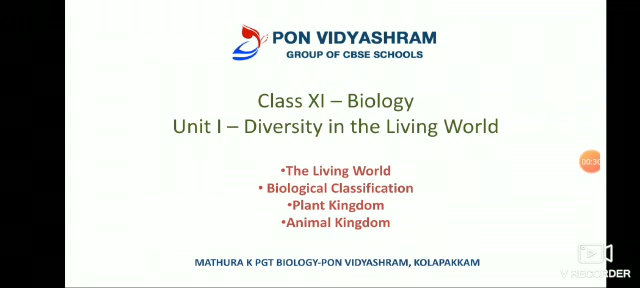 PON VIDYASHRAM
GROUP OF CBSE SCHOOLS
Class XI – Biology
Unit I – Diversity in the Living World
•The Living World
• Biological Classification
•Plant Kingdom
•Animal Kingdom
00:30
MATHURA K PGT BIOLOGY-PON VIDYASHRAM, KOLAPAKKAM
V RECORDER